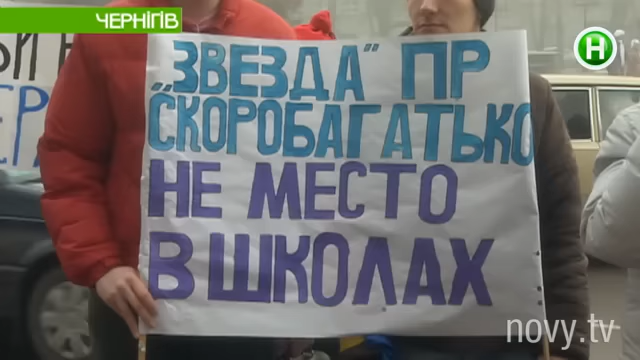 ЧЕРНІГІВ
Н
„ЗВЕЗДА" ПР
„СКОРОБАГАТЬКО
НЕ МЕСТО
В ШКОЛАХ
novy.tv